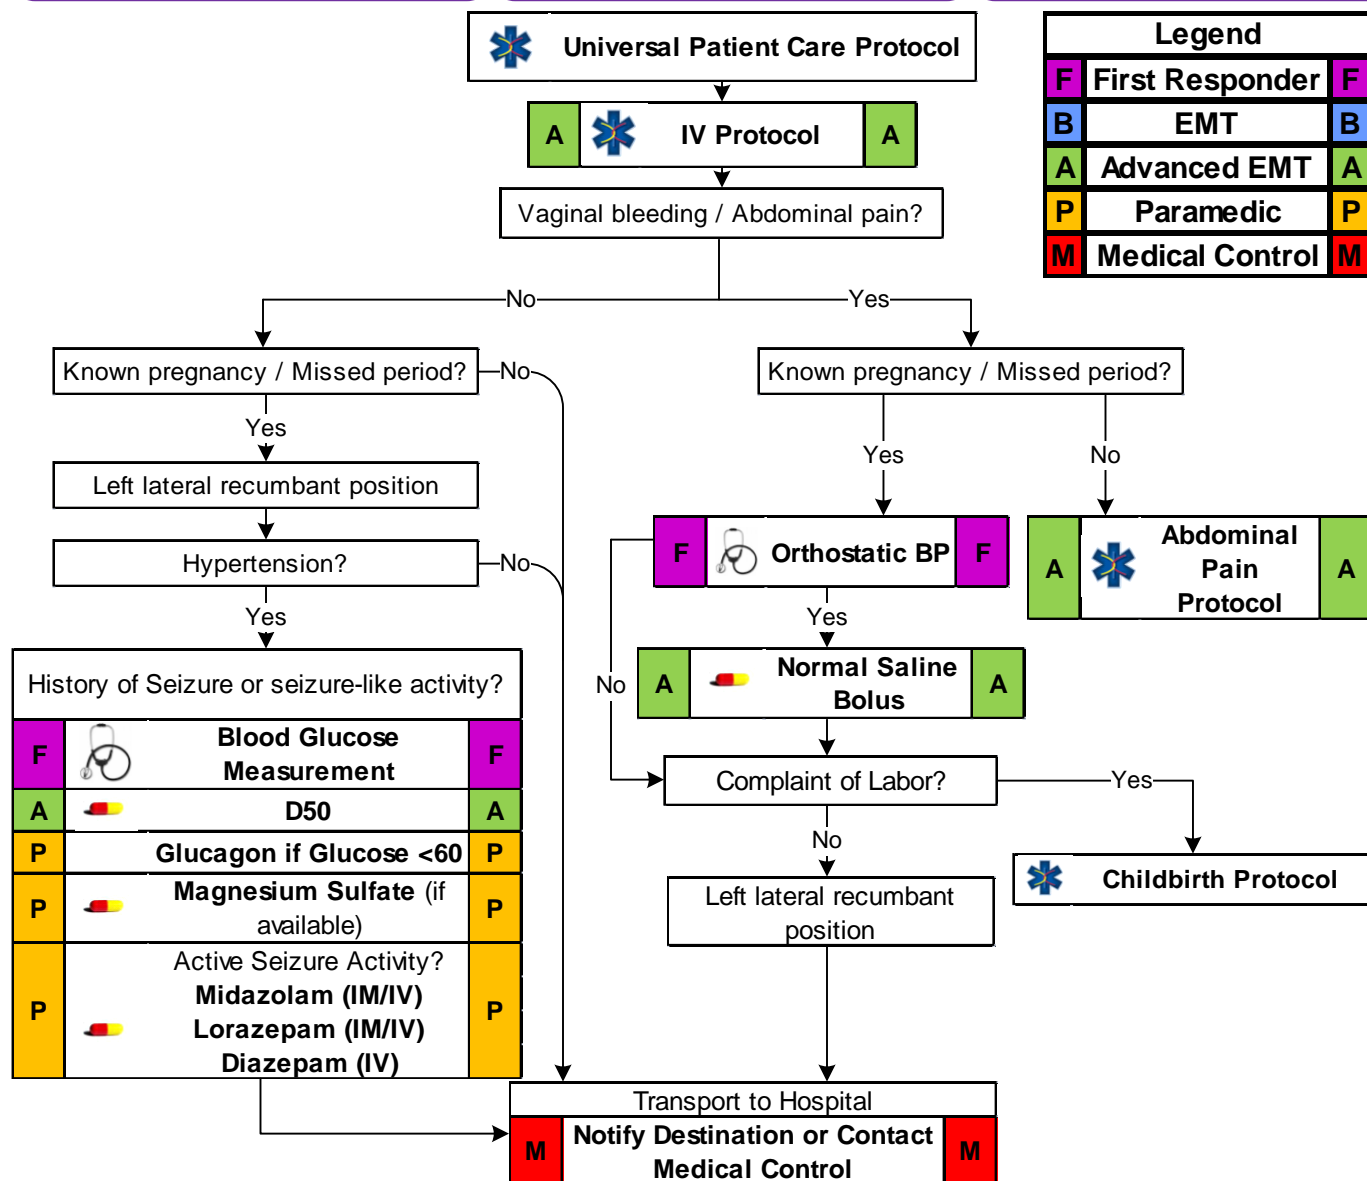 Universal Patient Care Protocol
Legend
F First Responder F
B EMT B
A Advanced EMT A
P Paramedic P
M Medical Control M
A IV Protocol A
Vaginal bleeding / Abdominal pain?
No
Yes
Known pregnancy / Missed period?
No
Known pregnancy / Missed period?
Yes
Yes
No
Left lateral recumbant position
Hypertension?
No
F Orthostatic BP F
No
A Abdominal A
Pain
Protocol
Yes
Yes
History of Seizure or seizure-like activity?
A Normal Saline A
Bolus
F Blood Glucose F
Measurement
A D50 A
P Glucagon if Glucose <60 P
P Magnesium Sulfate (if P
available)
P Active Seizure Activity? P
Midazolam (IM/IV)
Lorazepam (IM/IV)
Diazepam (IV)
Complaint of Labor?
Yes
No
Childbirth Protocol
Left lateral recumbant
position
Transport to Hospital
M Notify Destination or Contact M
Medical Control